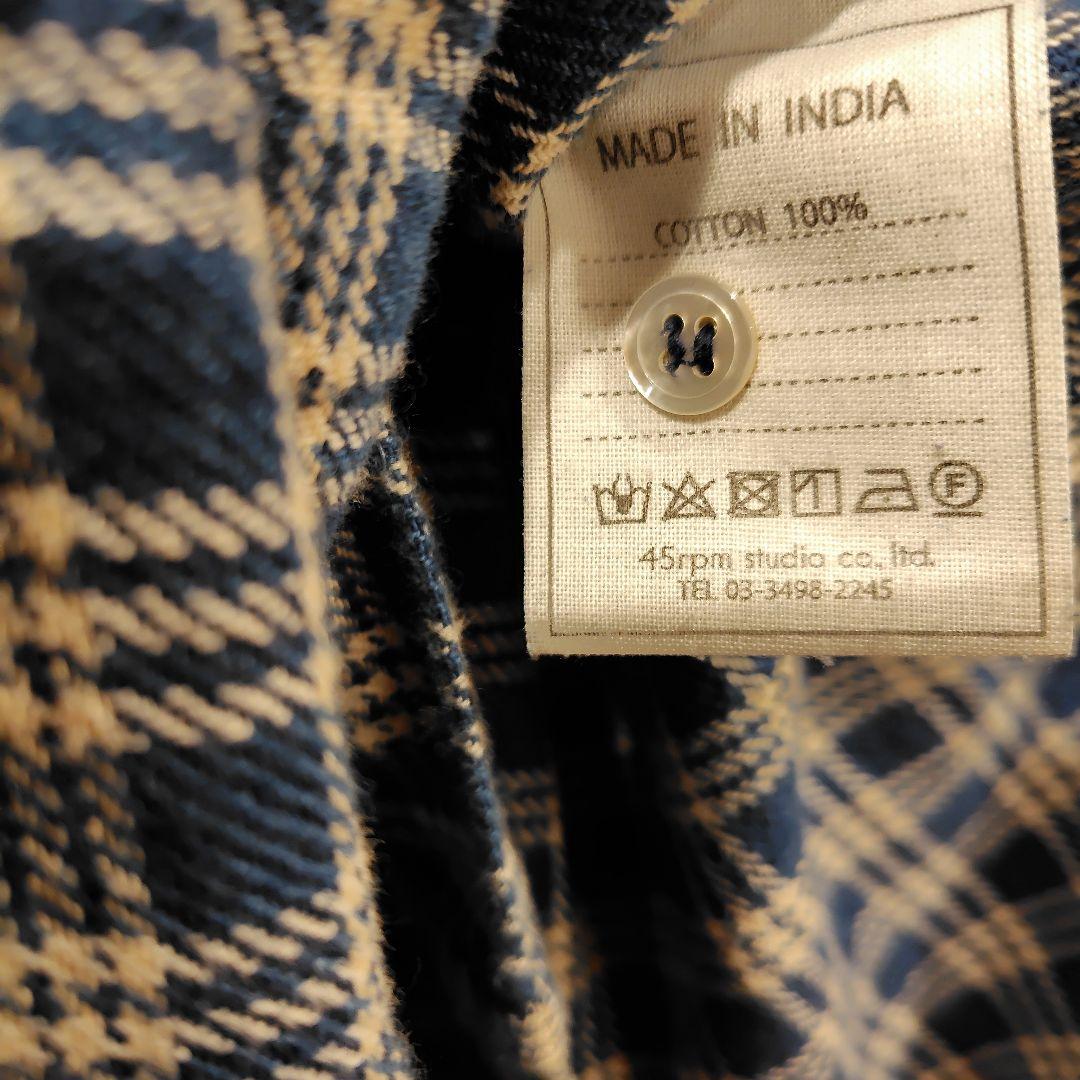 MADE IN INDIA
COTTON 100%
F
45rpm studio co., ltd.
TEL 03-3498-2245